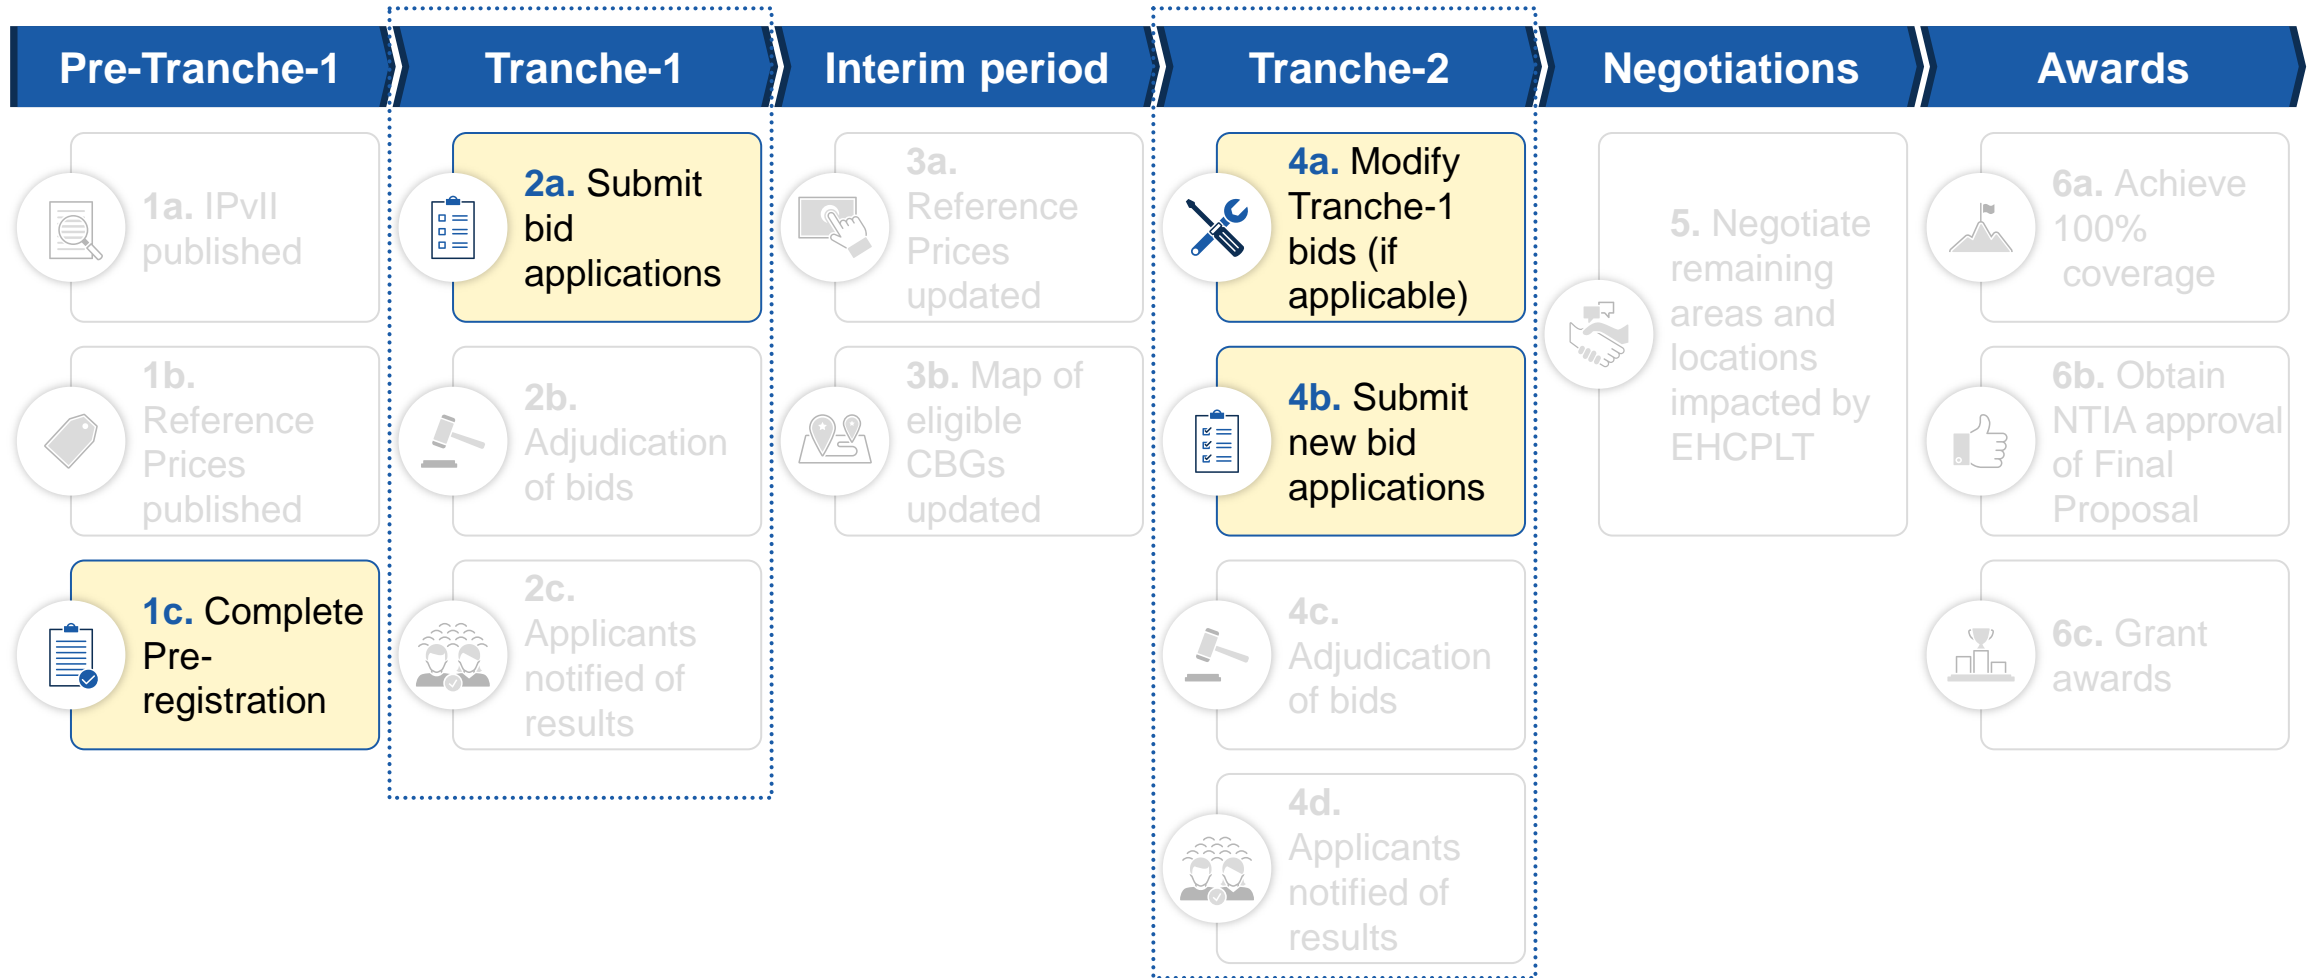 Pre-Tranche-1
Tranche-1
Interim period
Tranche-2
Negotiations
Awards
1a. IPvII
published
1b.
Reference
Prices
published
1c. Complete
Pre-
registration
2a. Submit
bid
applications
2b.
Adjudication
of bids
2c.
Applicants
notified of
results
3a.
Reference
Prices
updated
3b. Map of
eligible
CBGs
updated
4a. Modify
Tranche-1
bids (if
applicable)
4b. Submit
new bid
applications
4c.
Adjudication
of bids
4d.
Applicants
notified of
results
5. Negotiate
remaining
areas and
locations
impacted by
EHCPLT
6a. Achieve
100%
coverage
6b. Obtain
NTIA approval
of Final
Proposal
6c. Grant
awards